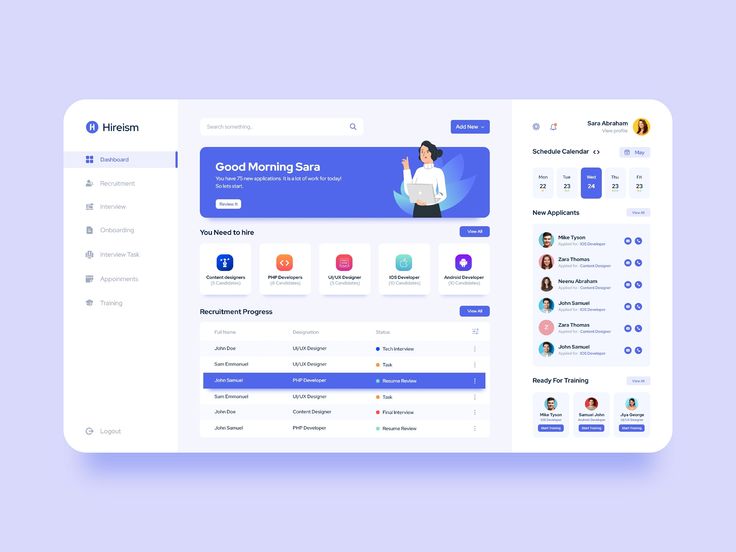 Hireism
Dashboard
Recruitment
Interview
Onboarding
Interview Task
Appoinments
Training
Logout
Search something..
Add New
Good Morning Sara
You have 75 new applications. It is a lot of work for today!
So lets start.
Review It
You Need to hire
View All
Content designers
(3 Candidates)
PHP Developers
UI/UX Designer
IOS Developer
(10 Candidates)
Android Developer
(10 Candidates)
Recruitment Progress
View All
Full Name Designation Status
John Doe UI/UX Designer Tech Interview
Sam Emmanuel UI/UX Designer Task
John Samuel PHP Developer Resume Review
Sam Emmanuel UI/UX Designer Task
John Doe Content Designer Final Interview
John Samuel PHP Developer Resume Review
Sara Abraham
View profile
Schedule Calendar
May
Mon Tue Wed Thu Fri
22 23 24 23 23
New Applicants
View All
Mike Tyson
Applied for: IOS Developer
Zara Thomas
Applied for: Content Designer
Neenu Abraham
Applied for: Content Designer
John Samuel
Applied for: IOS Developer
Z
Zara Thomas
Applied for: Content Designer
John Samuel
Applied for: IOS Developer
Ready For Training
View All
Mike Tyson
IOS Developer
Start Training
Samuel John
Android Developer
Start Training
Jiya George
UI/UX Designer
Start Training